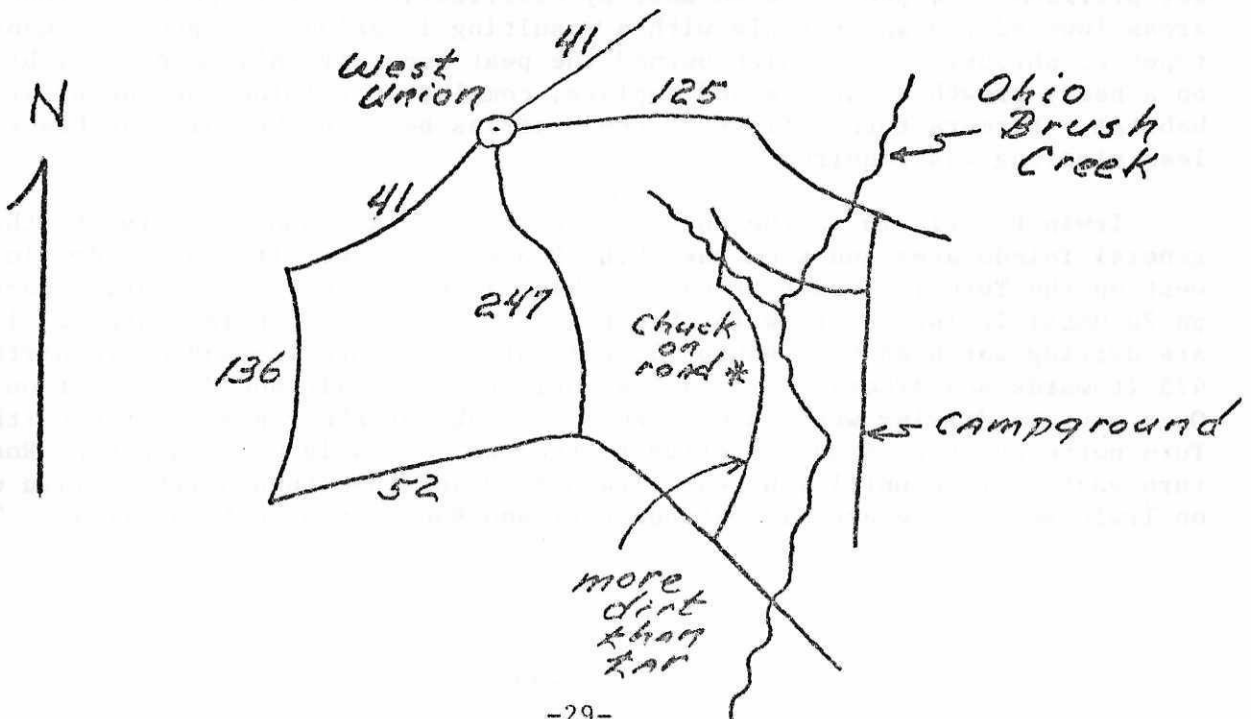 41
West
Union
125
Ohio
Brush
Creek
N
41
247
Chuck
on
road *
136
Campground
52
more
dirt
than
tar
-29-